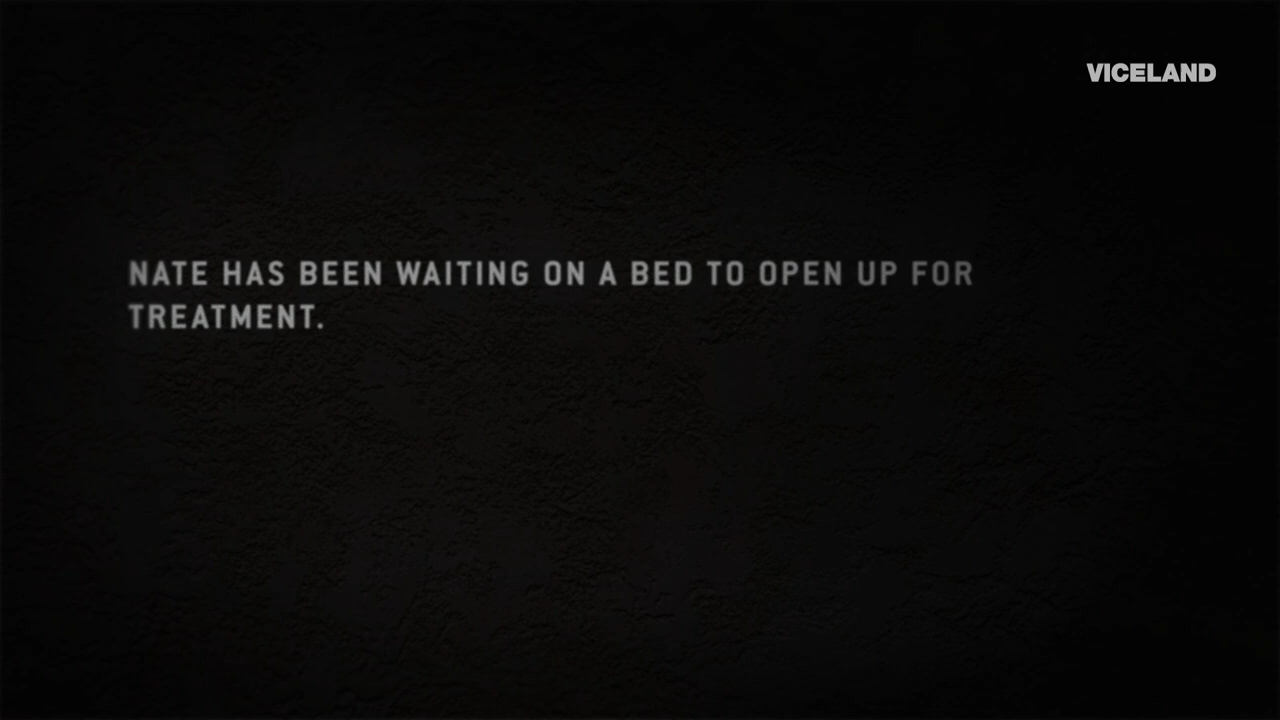 VICELAND
NATE HAS BEEN WAITING ON A BED TO OPEN UP FOR
TREATMENT.